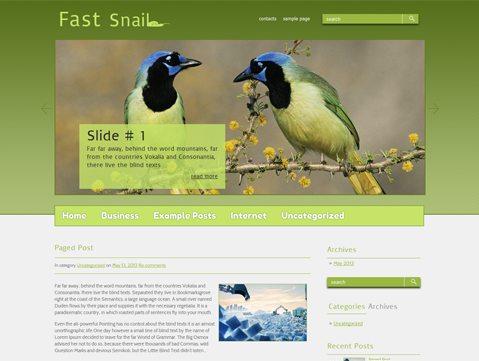 Fast Snail
contacts sample page
search
Slide # 1
Far far away, behind the word mountains, far
from the countries Vokalia and Consonantia,
there live the blind texts
read more
Home Business Example Posts Internet Uncategorized
Paged Post
In category Uncategorized on May 13, 2013 No comments
Far far away, behind the word mountains, far from the countries Vokalia and
Consonantia, there live the blind texts. Separated they live in Bookmarksgrove
right at the coast of the Semantics, a large language ocean. A small river named
Duden flows by their place and supplies it with the necessary regelialia. It is a
paradisematic country, in which roasted parts of sentences fly into your mouth.
Even the all-powerful Pointing has no control about the blind texts it is an almost
unorthographic life One day however a small line of blind text by the name of
Lorem Ipsum decided to leave for the far World of Grammar. The Big Oxmox
advised her not to do so, because there were thousands of bad Commas, wild
Question Marks and devious Semikoli, but the Little Blind Text didn't listen.
Archives
May 2013
search
Categories Archives
Uncategorized
Recent Posts